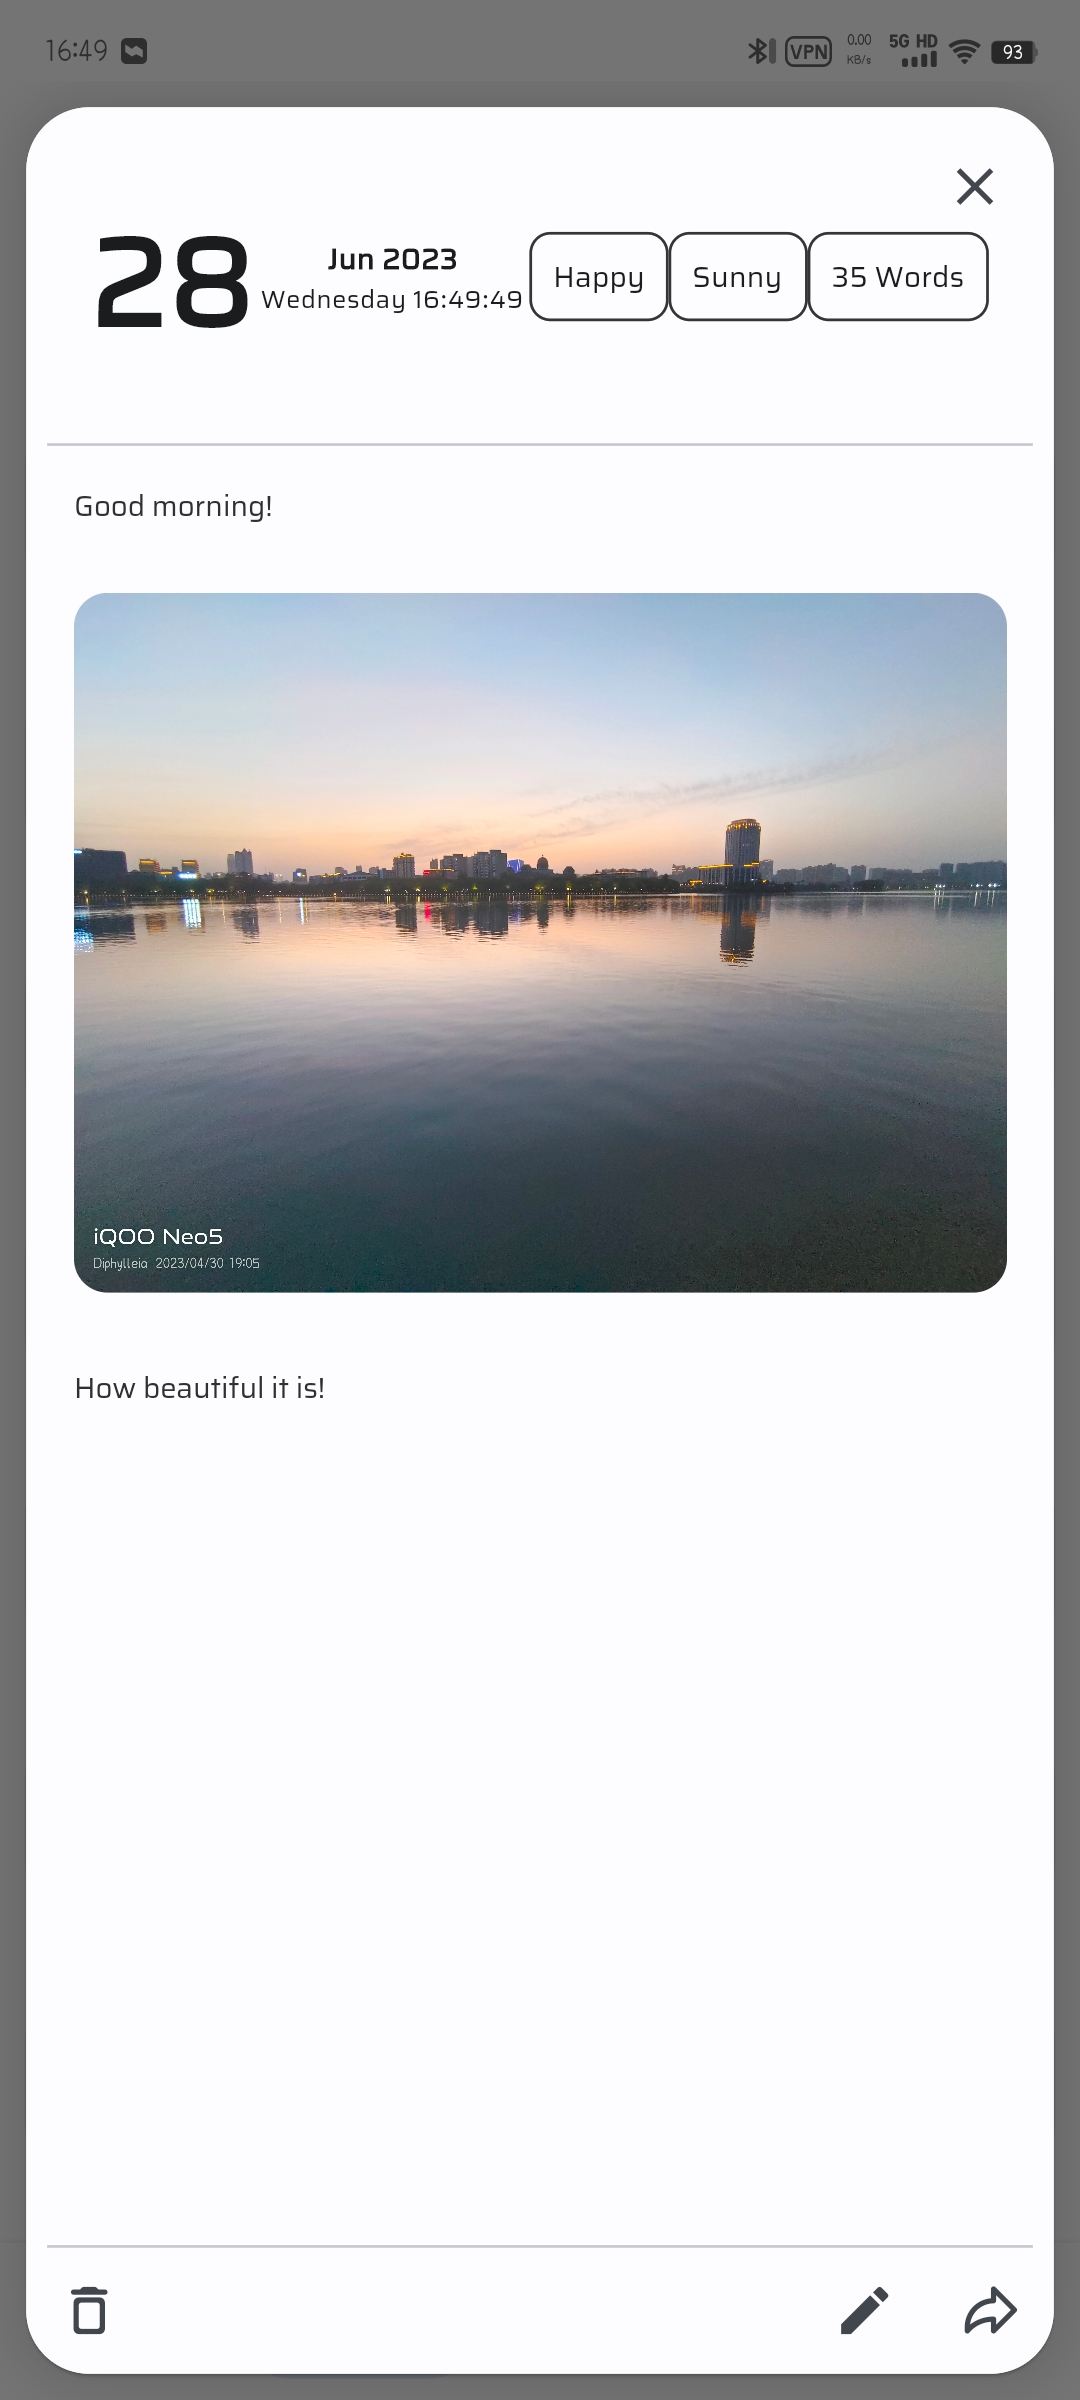 16:49 VPN 0.00 KB/s 5G HD 93
28
Jun 2023
Wednesday 16:49:49
Happy Sunny 35 Words
Good morning!
iQOO Neo5
Diphylleia 2023/04/30 19:05
How beautiful it is!